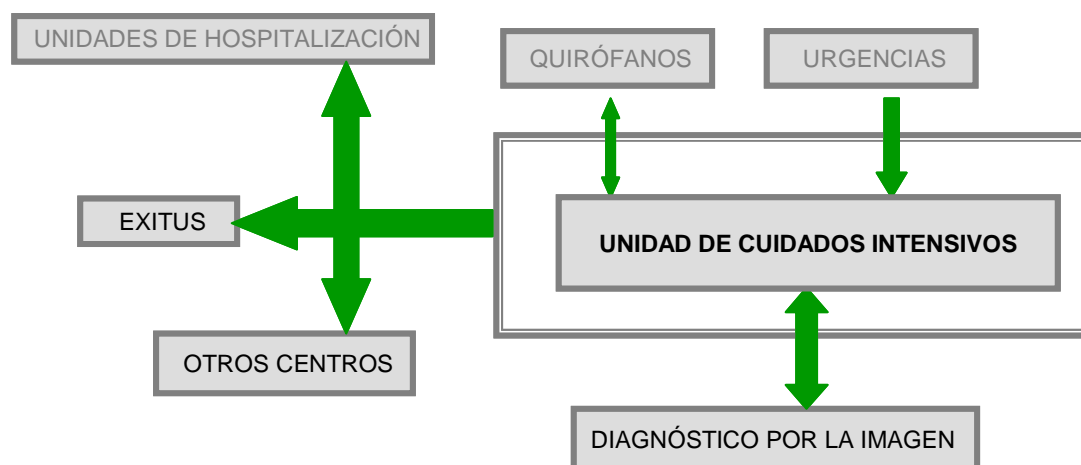 UNIDADES DE HOSPITALIZACIÓN
QUIRÓFANOS
URGENCIAS
EXITUS
UNIDAD DE CUIDADOS INTENSIVOS
OTROS CENTROS
DIAGNÓSTICO POR LA IMAGEN